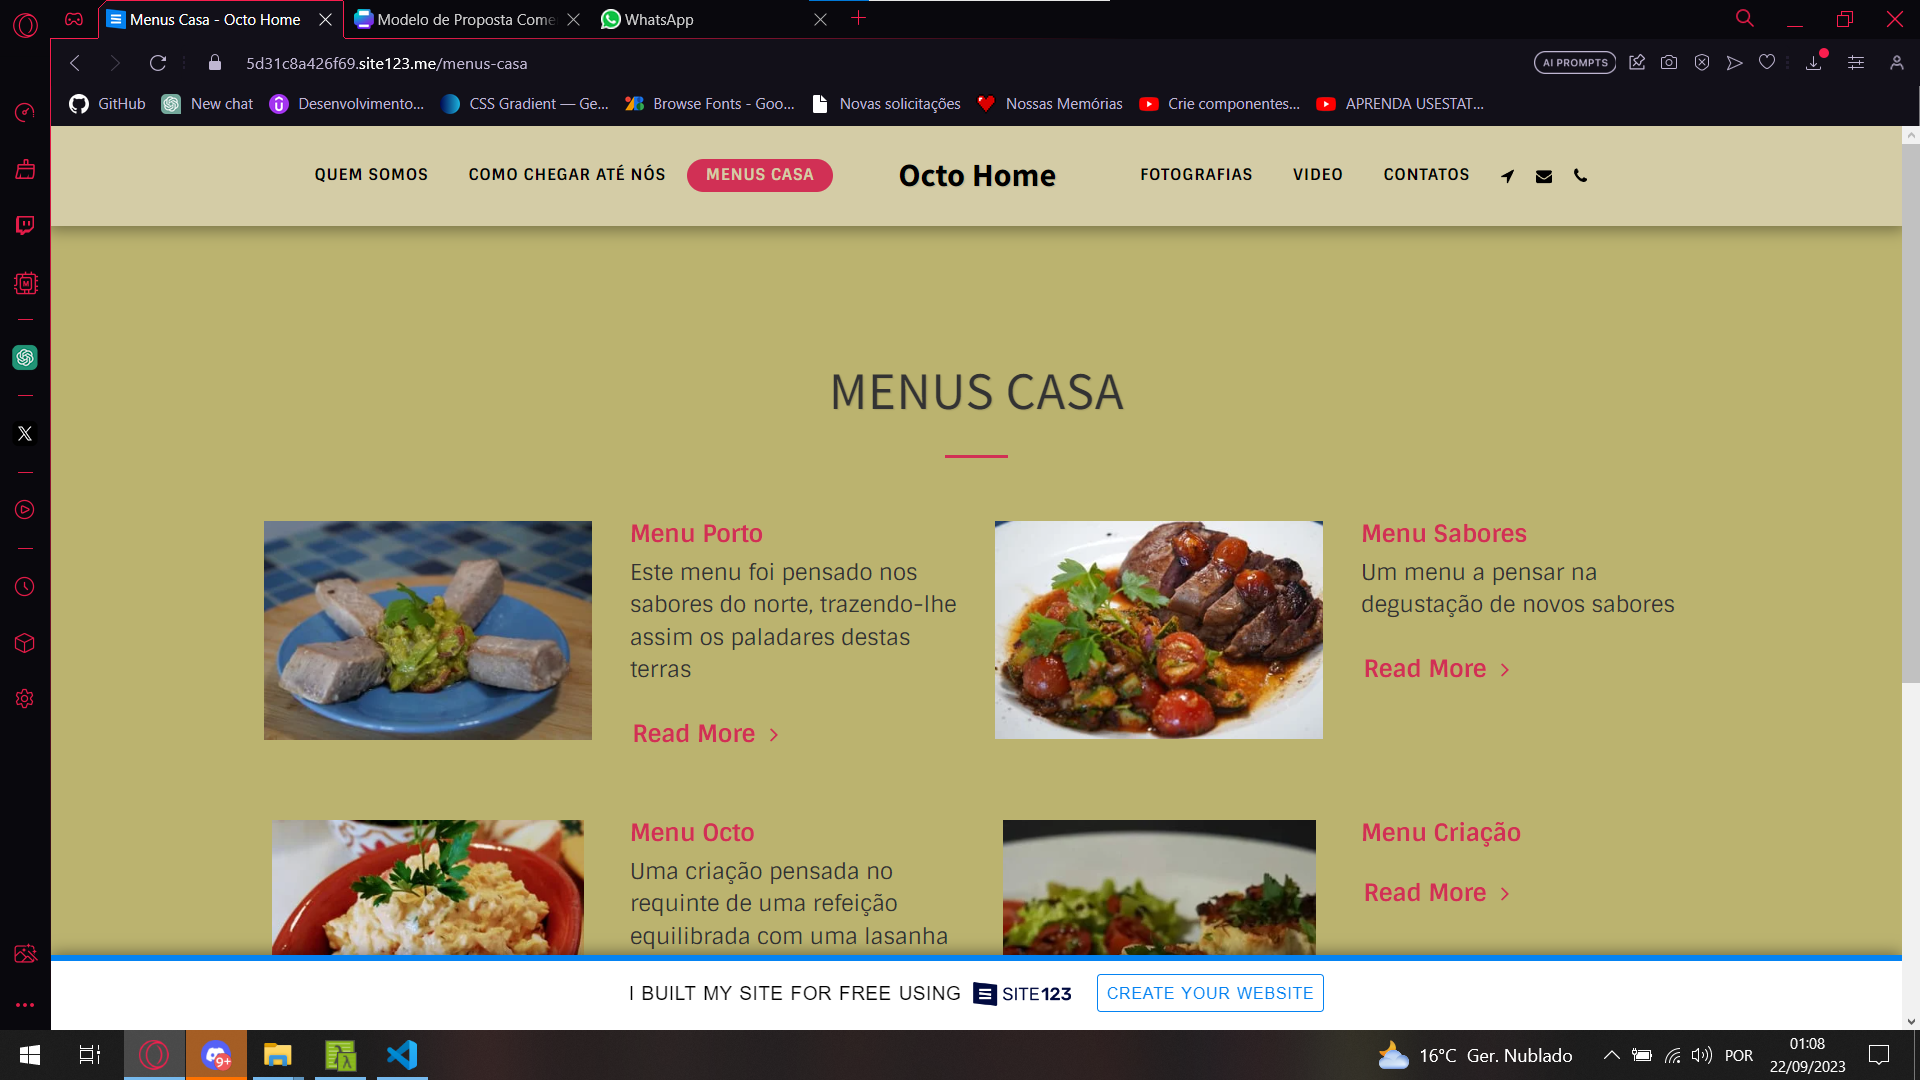 Menus Casa - Octo Home
Modelo de Proposta Come
WhatsApp
5d31c8a426f69.site123.me/menus-casa
AI PROMPTS
GitHub
New chat
Desenvolvimento...
CSS Gradient — Ge...
Browse Fonts - Goo...
Novas solicitações
Nossas Memórias
Crie componentes...
APRENDA USESTAT...
QUEM SOMOS
COMO CHEGAR ATÉ NÓS
MENUS CASA
Octo Home
FOTOGRAFIAS
VIDEO
CONTATOS
MENUS CASA
Menu Porto
Este menu foi pensado nos
sabores do norte, trazendo-lhe
assim os paladares destas
terras
Read More
Menu Sabores
Um menu a pensar na
degustação de novos sabores
Read More
Menu Octo
Uma criação pensada no
requinte de uma refeição
equilibrada com uma lasanha
Menu Criação
Read More
I BUILT MY SITE FOR FREE USING
SITE123
CREATE YOUR WEBSITE
9+
16°C Ger. Nublado
POR
01:08
22/09/2023